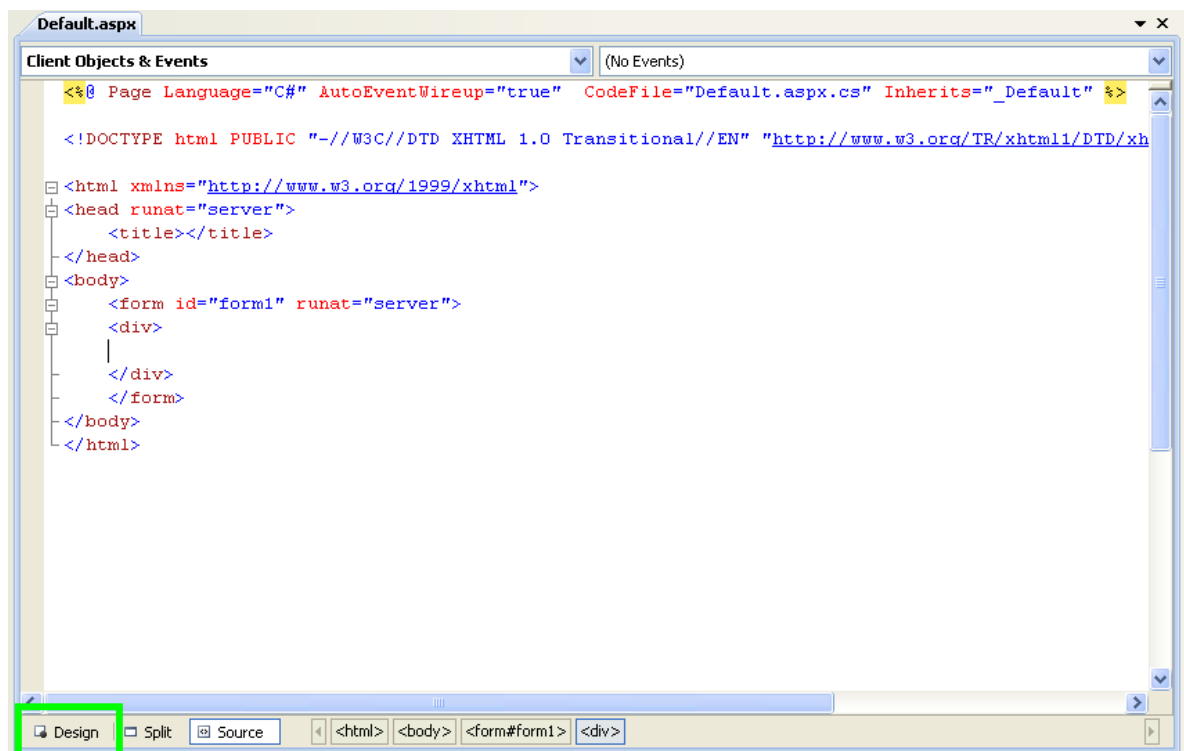 Default.aspx
Client Objects & Events (No Events)
<%@ Page Language="C#" AutoEventWireup="true"  CodeFile="Default.aspx.cs" Inherits="_Default" %>
<!DOCTYPE html PUBLIC "-//W3C//DTD XHTML 1.0 Transitional//EN" "http://www.w3.org/TR/xhtml1/DTD/xh
<html xmlns="http://www.w3.org/1999/xhtml">
<head runat="server">
    <title></title>
</head>
<body>
    <form id="form1" runat="server">
    <div>
    </div>
    </form>
</body>
</html>
Design Split Source <html> <body> <form#form1> <div>